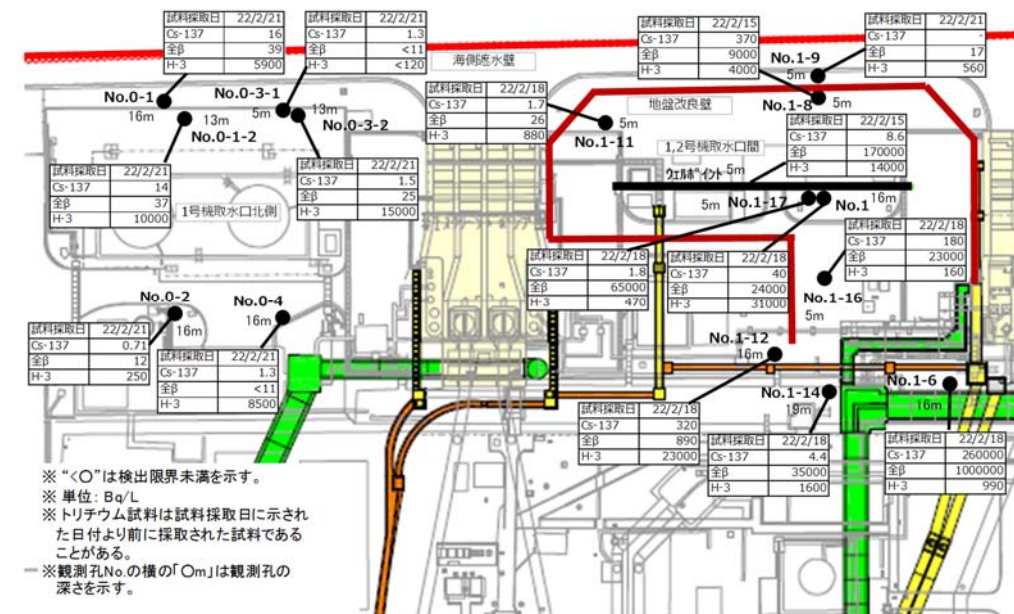 試料採取日 22/2/21
Cs-137 16
全β 39
H-3 5900
試料採取日 22/2/21
Cs-137 1.3
全β <11
H-3 <120
海側遮水壁
試料採取日 22/2/15
Cs-137 370
全β 9000
H-3 4000
試料採取日 22/2/21
Cs-137 -
全β 17
H-3 560
No.0-1
16m
No.0-1-2
13m
No.0-3-1
5m
No.0-3-2
13m
試料採取日 22/2/18
Cs-137 1.7
全β 26
H-3 880
No.1-11
5m
地盤改良壁
No.1-9
5m
No.1-8
5m
1,2号機取水口間
試料採取日 22/2/15
Cs-137 8.6
全β 170000
H-3 14000
ウェルポイント 5m
試料採取日 22/2/21
Cs-137 14
全β 37
H-3 10000
1号機取水口北側
試料採取日 22/2/21
Cs-137 1.5
全β 25
H-3 15000
5m No.1-17
No.1
16m
試料採取日 22/2/18
Cs-137 1.8
全β 65000
H-3 470
試料採取日 22/2/18
Cs-137 40
全β 24000
H-3 31000
試料採取日 22/2/18
Cs-137 180
全β 23000
H-3 160
No.1-16
5m
No.0-2
16m
No.0-4
16m
試料採取日 22/2/21
Cs-137 0.71
全β 12
H-3 250
試料採取日 22/2/21
Cs-137 1.3
全β <11
H-3 8500
No.1-12
16m
No.1-14
19m
No.1-6
16m
試料採取日 22/2/18
Cs-137 320
全β 890
H-3 23000
試料採取日 22/2/18
Cs-137 4.4
全β 35000
H-3 1600
試料採取日 22/2/18
Cs-137 260000
全β 1000000
H-3 990
※ “<○”は検出限界未満を示す。
※ 単位: Bq/L
※ トリチウム試料は試料採取日に示され
た日付より前に採取された試料である
ことがある。
※観測孔No.の横の「○m」は観測孔の
深さを示す。